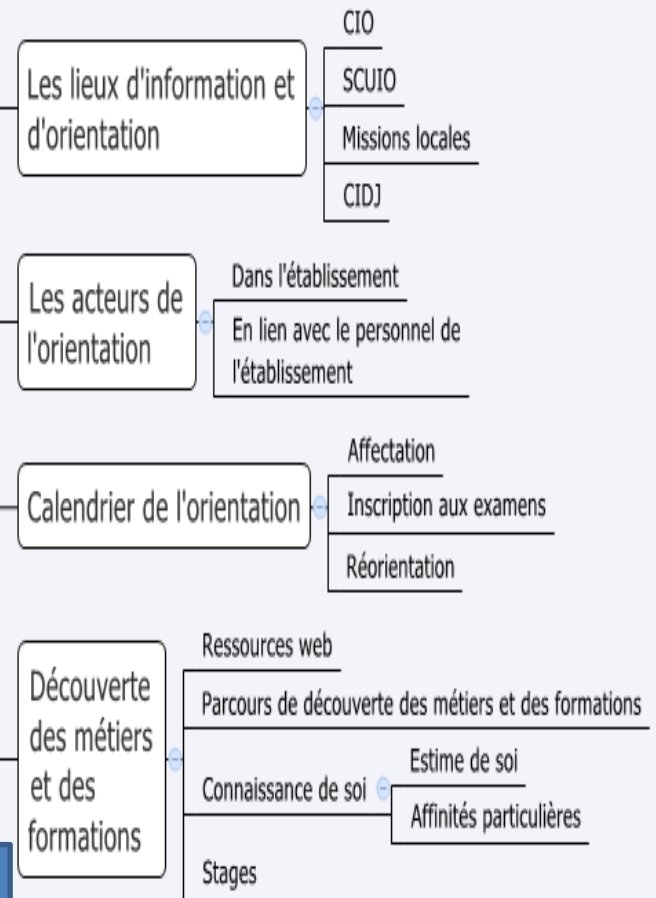 Les lieux d'information et
d'orientation
CIO
SCUIO
Missions locales
CIDJ
Les acteurs de
l'orientation
Dans l'établissement
En lien avec le personnel de
l'établissement
Calendrier de l'orientation
Affectation
Inscription aux examens
Réorientation
Découverte
des métiers
et des
formations
Ressources web
Parcours de découverte des métiers et des formations
Connaissance de soi
Estime de soi
Affinités particulières
Stages